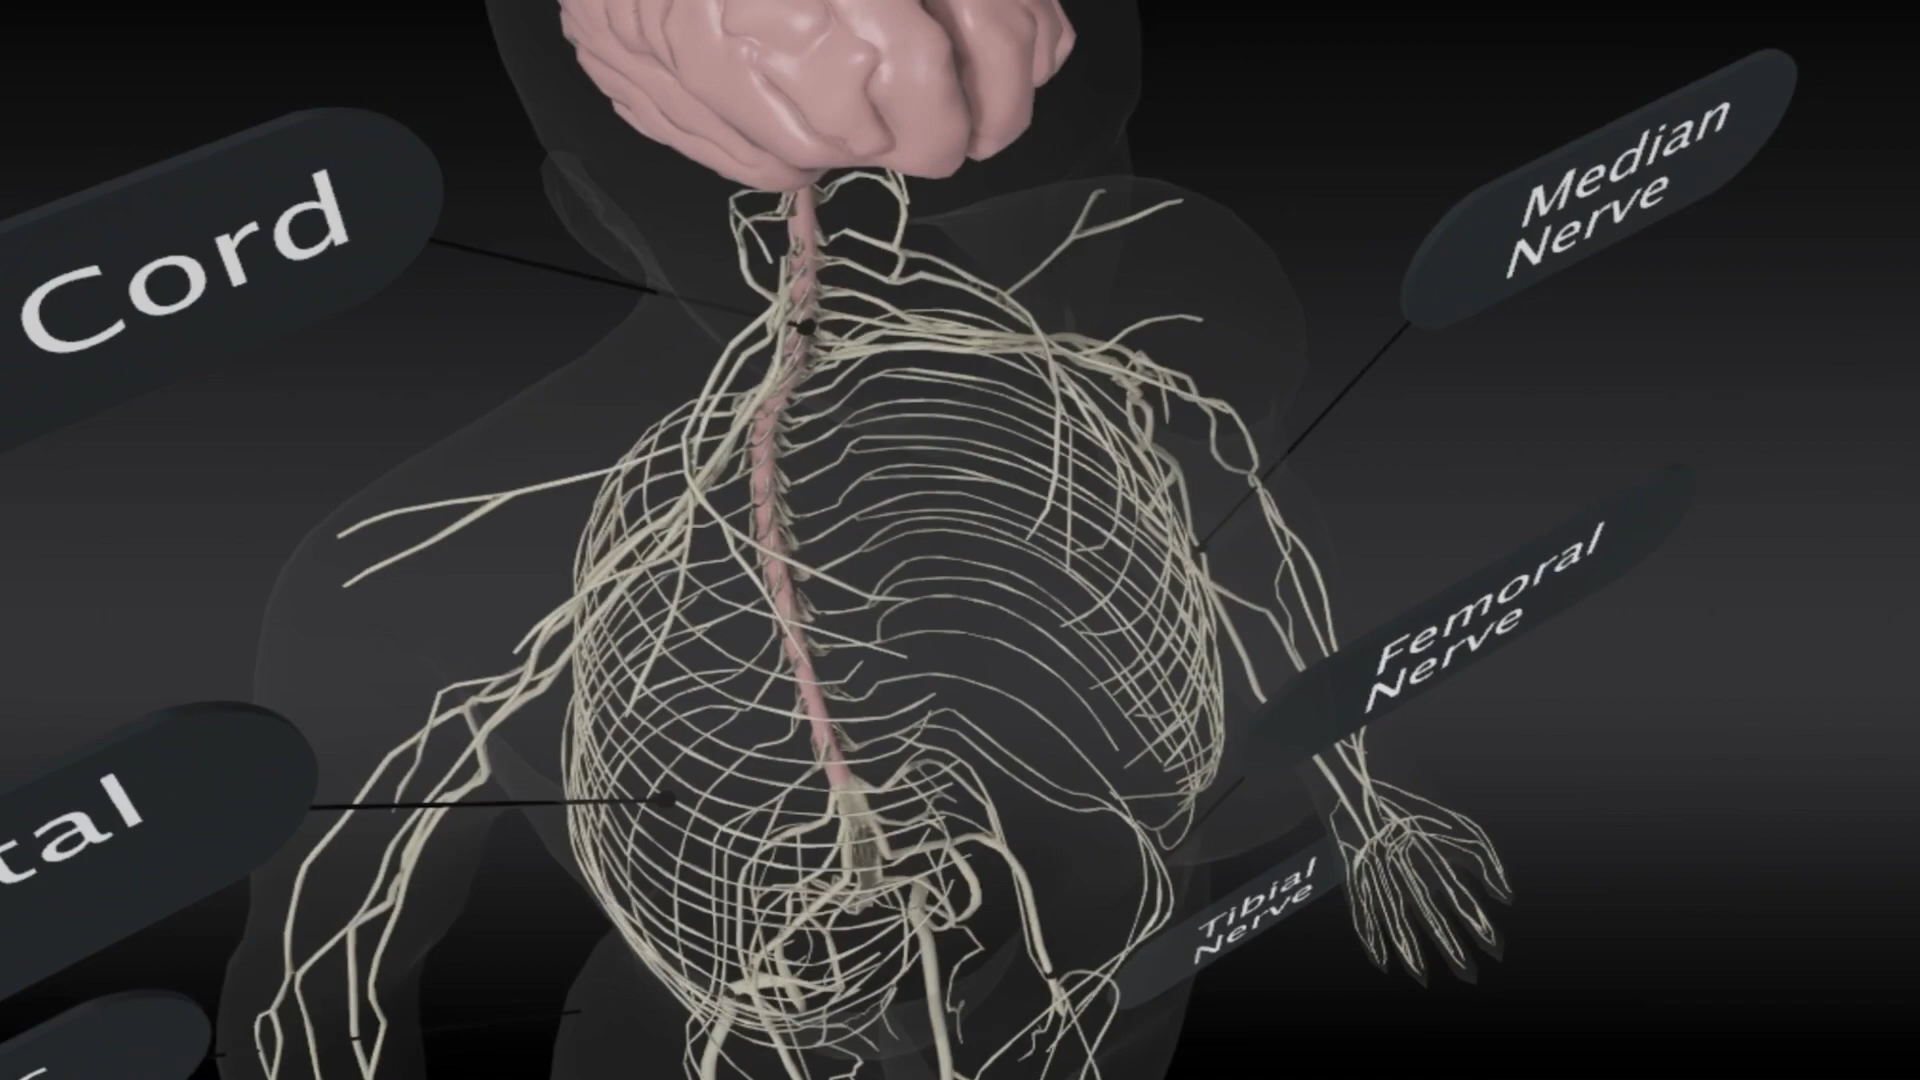 Cord
Median
Nerve
Femoral
Nerve
tal
Tibial
Nerve